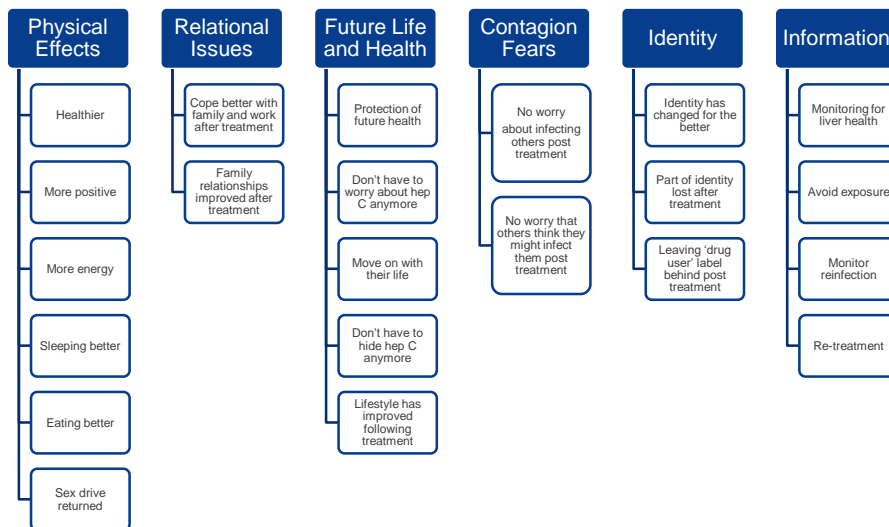 Physical
Effects
Healthier
More positive
More energy
Sleeping better
Eating better
Sex drive
returned
Relational
Issues
Cope better with
family and work
after treatment
Family
relationships
improved after
treatment
Future Life
and Health
Protection of
future health
Don't have to
worry about hep
C anymore
Move on with
their life
Don't have to
hide hep C
anymore
Lifestyle has
improved
following
treatment
Contagion
Fears
No worry
about infecting
others post
treatment
No worry that
others think they
might infect
them post
treatment
Identity
Identity has
changed for the
better
Part of identity
lost after
treatment
Leaving ‘drug
user’ label
behind post
treatment
Information
Monitoring for
liver health
Avoid exposure
Monitor
reinfection
Re-treatment